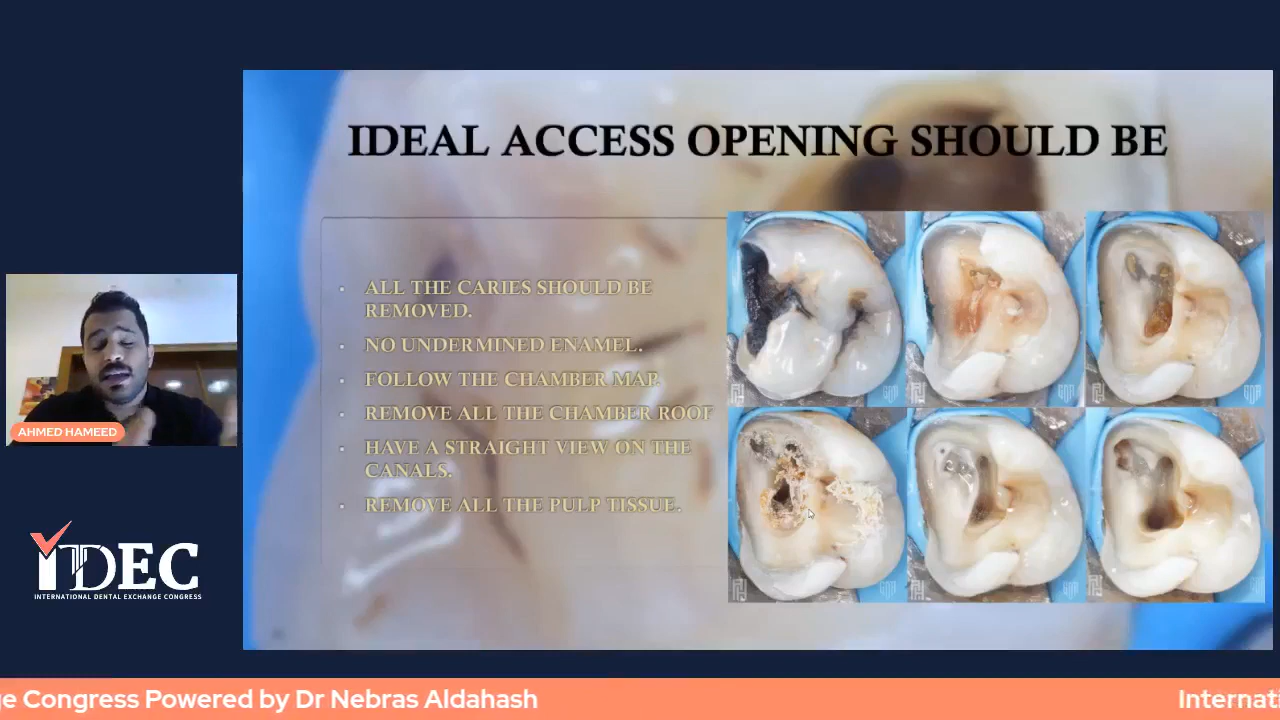 IDEAL ACCESS OPENING SHOULD BE
ALL THE CARIES SHOULD BE
REMOVED.
NO UNDERMINED ENAMEL.
FOLLOW THE CHAMBER MAP.
REMOVE ALL THE CHAMBER ROOF
HAVE A STRAIGHT VIEW ON THE
CANALS.
REMOVE ALL THE PULP TISSUE.
AHMED HAMEED
IDEC
INTERNATIONAL DENTAL EXCHANGE CONGRESS
ge Congress Powered by Dr Nebras Aldahash
Internati